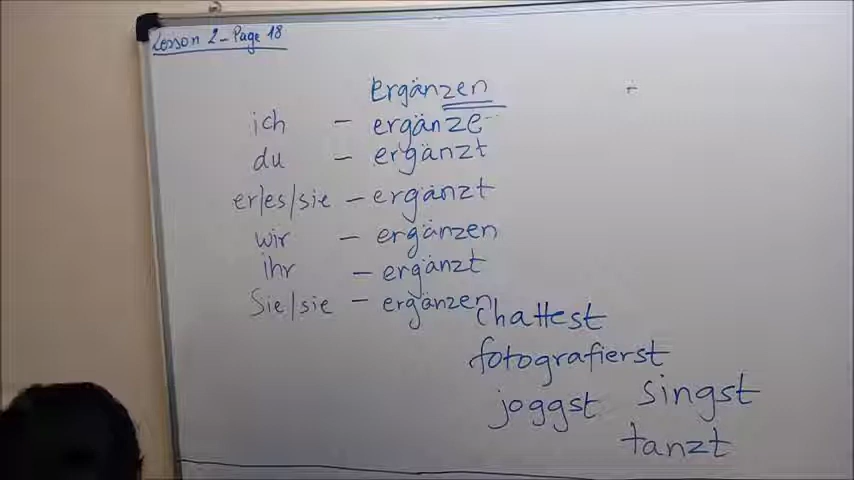 Lesson 2 - Page 18
ergänzen
ich - ergänze
du - ergänzt
er/es/sie - ergänzt
wir - ergänzen
ihr - ergänzt
Sie/sie - ergänzen
chattest
fotografierst
joggst singst
tanzt